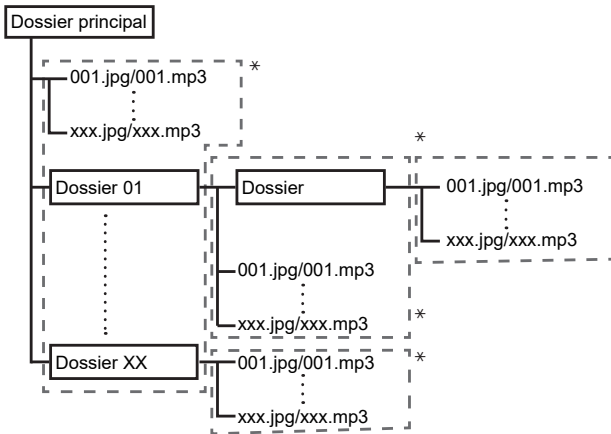 Dossier principal
*
001.jpg/001.mp3
xxx.jpg/xxx.mp3
*
Dossier 01
Dossier
001.jpg/001.mp3
xxx.jpg/xxx.mp3
001.jpg/001.mp3
xxx.jpg/xxx.mp3
*
Dossier XX
001.jpg/001.mp3
xxx.jpg/xxx.mp3
*